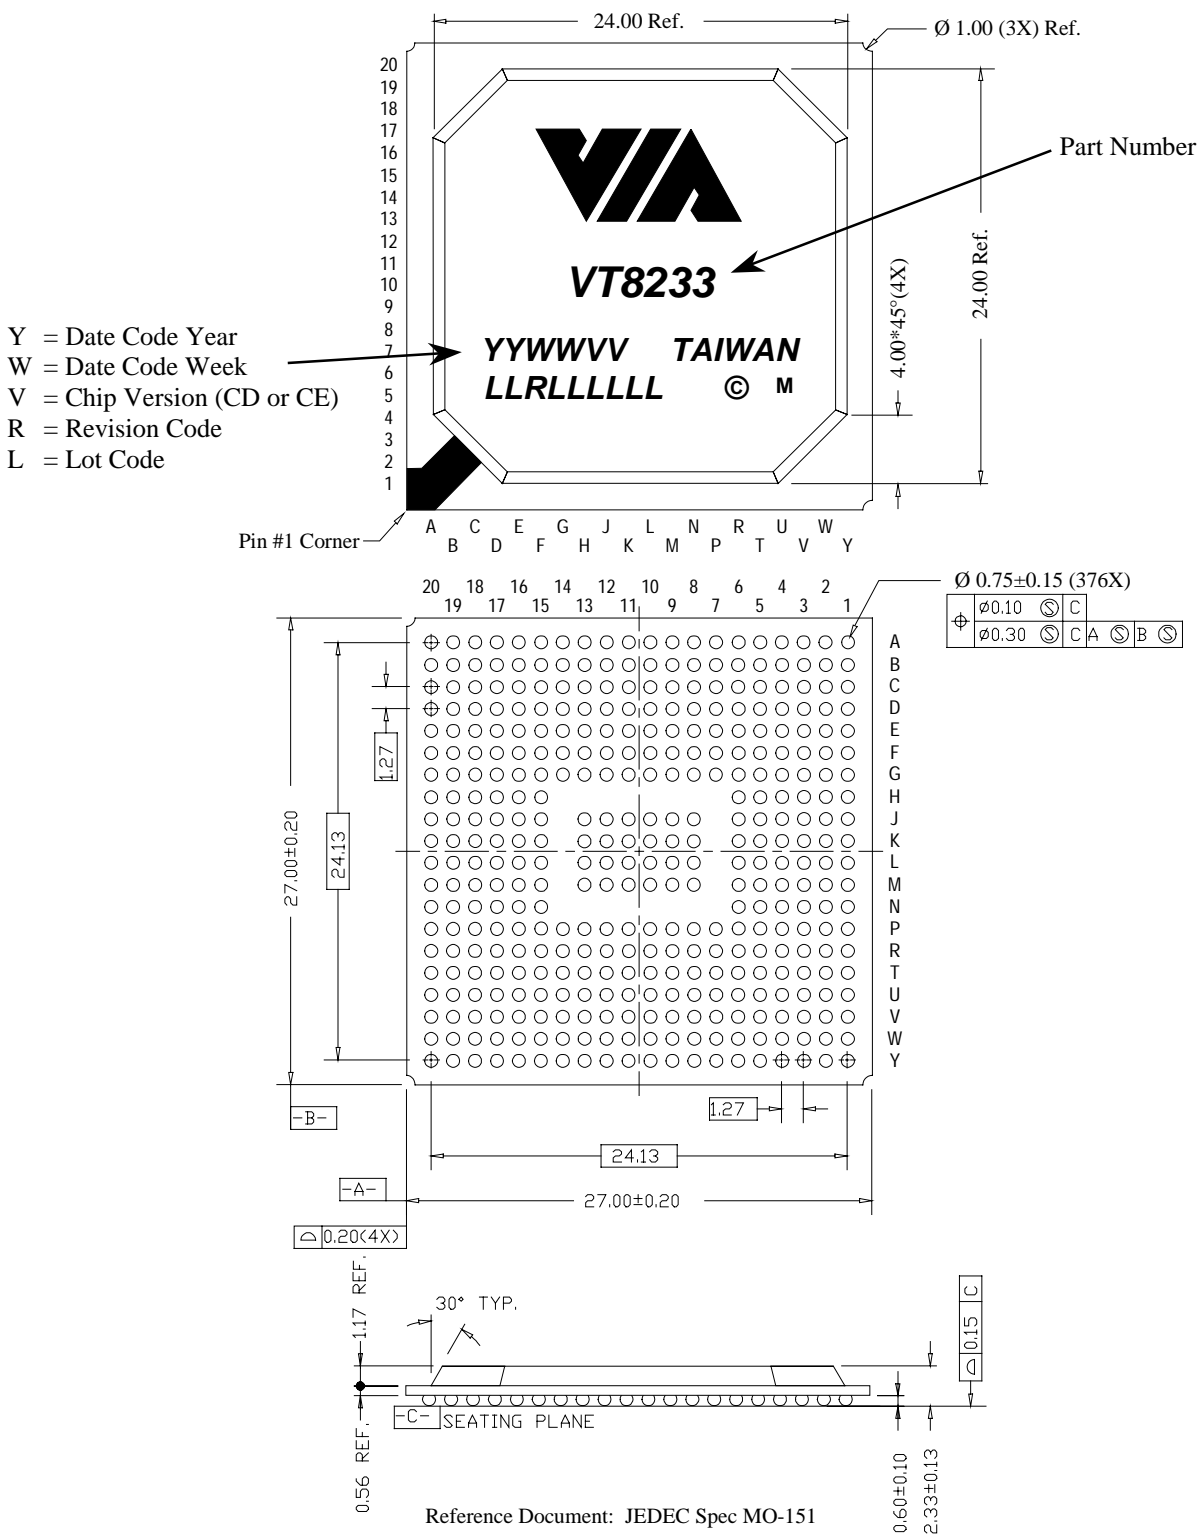 24.00 Ref.
Ø 1.00 (3X) Ref.
20
19
18
17
16
15
14
13
12
11
10
9
8
7
6
5
4
3
2
1
VIA
Part Number
VT8233
24.00 Ref.
4.00*45°(4X)
Y = Date Code Year
W = Date Code Week
V = Chip Version (CD or CE)
R = Revision Code
L = Lot Code
YYWWVV TAIWAN
LLRLLLLLL © M
Pin #1 Corner
A C E G J L N R U W
B D F H K M P T V Y
Ø 0.75±0.15 (376X)
⌖ Ø0.10 Ⓢ C
Ø0.30 Ⓢ C A Ⓢ B Ⓢ
20 18 16 14 12 10 8 6 4 2
19 17 15 13 11 9 7 5 3 1
A
B
C
D
E
F
G
H
J
K
L
M
N
P
R
T
U
V
W
Y
1.27
24.13
27.00±0.20
-B-
1.27
24.13
-A-
27.00±0.20
⌓ 0.20(4X)
1.17 REF.
30° TYP.
⌓ 0.15 C
-C- SEATING PLANE
0.56 REF.
0.60±0.10
2.33±0.13
Reference Document: JEDEC Spec MO-151